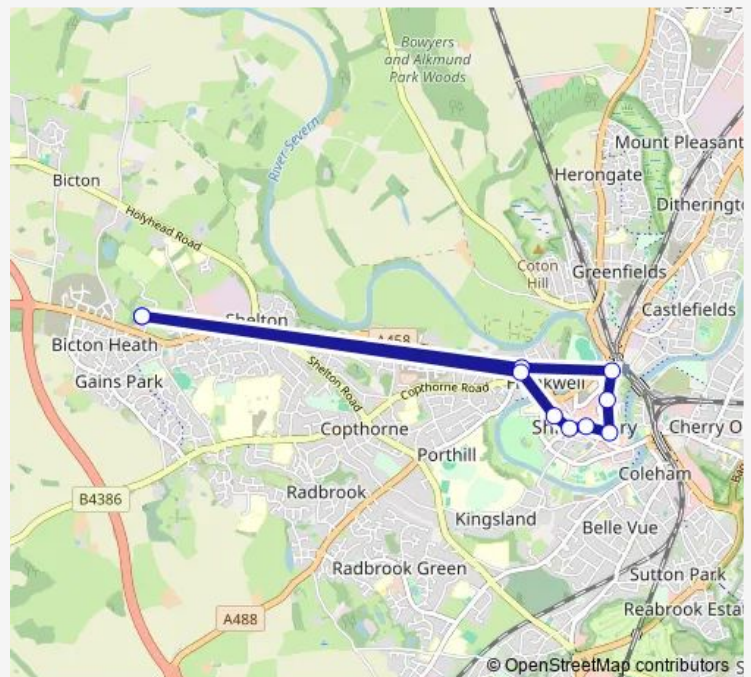 Bowyers
and Alkmund
Park Woods
River Severn
Mount Pleasant
Bicton
Herongate
Holyhead Road
Coton
Hill
Greenfields
Castlefields
Shelton
A458
Bicton Heath
Gains Park
Shelton Road
Copthorne Road
Copthorne
Cherry O
Porthill
Coleham
B4386
Radbrook
Kingsland
Belle Vue
Radbrook Green
Sutton Park
Reabrook Esta
A488
© OpenStreetMap contributors